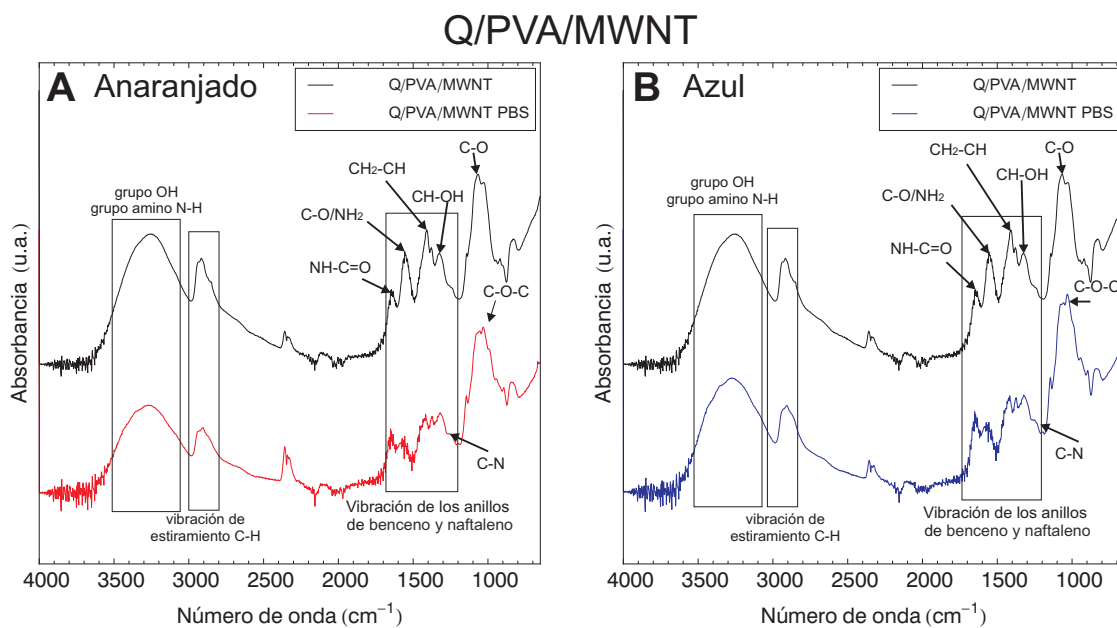 Q/PVA/MWNT
A Anaranjado
Q/PVA/MWNT
Q/PVA/MWNT PBS
C-O
CH₂-CH
CH-OH
grupo OH
grupo amino N-H
C-O/NH₂
NH-C=O
C-O-C
C-N
vibración de
estiramiento C-H
Vibración de los anillos
de benceno y naftaleno
Absorbancia (u.a.)
4000 3500 3000 2500 2000 1500 1000
Número de onda (cm⁻¹)
B Azul
Q/PVA/MWNT
Q/PVA/MWNT PBS
C-O
CH₂-CH
CH-OH
grupo OH
grupo amino N-H
C-O/NH₂
NH-C=O
C-O-C
C-N
vibración de
estiramiento C-H
Vibración de los anillos
de benceno y naftaleno
Absorbancia (u.a.)
4000 3500 3000 2500 2000 1500 1000
Número de onda (cm⁻¹)